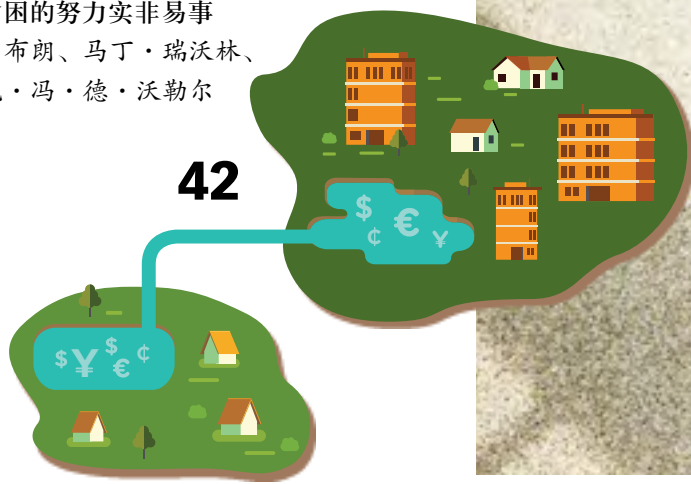 困的努力实非易事
布朗、马丁·瑞沃林、
·冯·德·沃勒尔
42
$ € ¢ ¥
$ ¥ $ € ¢